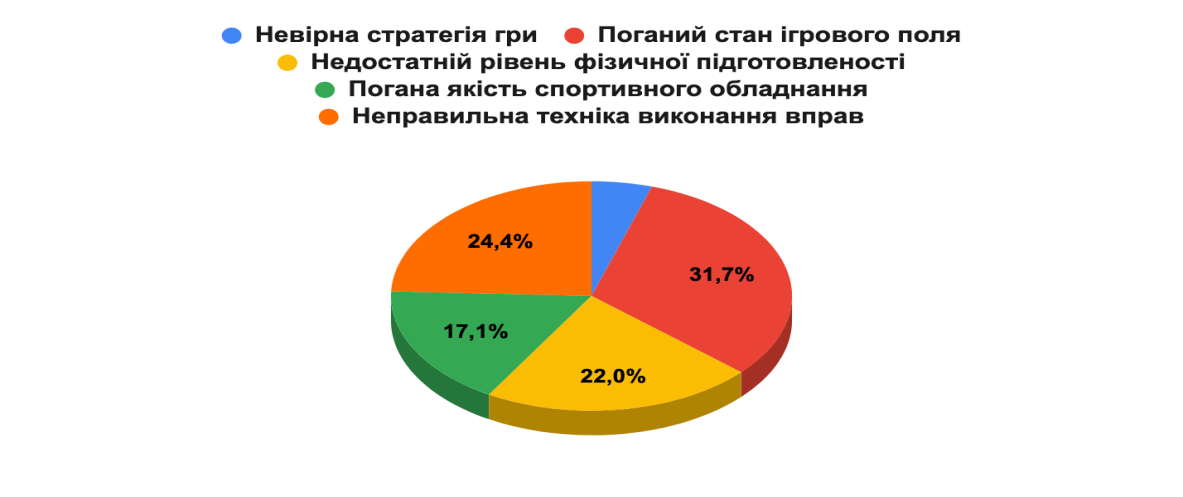 Невірна стратегія гри Поганий стан ігрового поля
Недостатній рівень фізичної підготовленості
Погана якість спортивного обладнання
Неправильна техніка виконання вправ
24,4%
31,7%
17,1%
22,0%